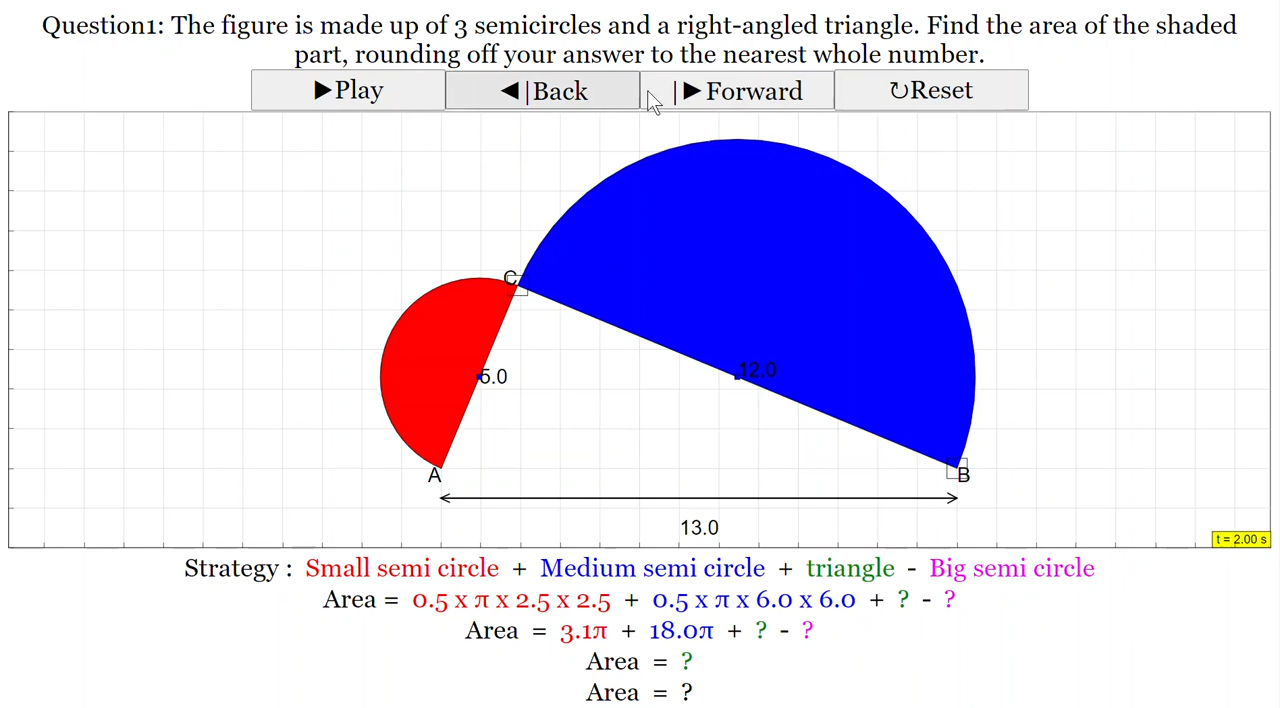 Question1: The figure is made up of 3 semicircles and a right-angled triangle. Find the area of the shaded
part, rounding off your answer to the nearest whole number.
▶Play ◀|Back |▶Forward ↻Reset
C
5.0 12.0
A B
13.0
t = 2.00 s
Strategy : Small semi circle + Medium semi circle + triangle - Big semi circle
Area = 0.5 x π x 2.5 x 2.5 + 0.5 x π x 6.0 x 6.0 + ? - ?
Area = 3.1π + 18.0π + ? - ?
Area = ?
Area = ?